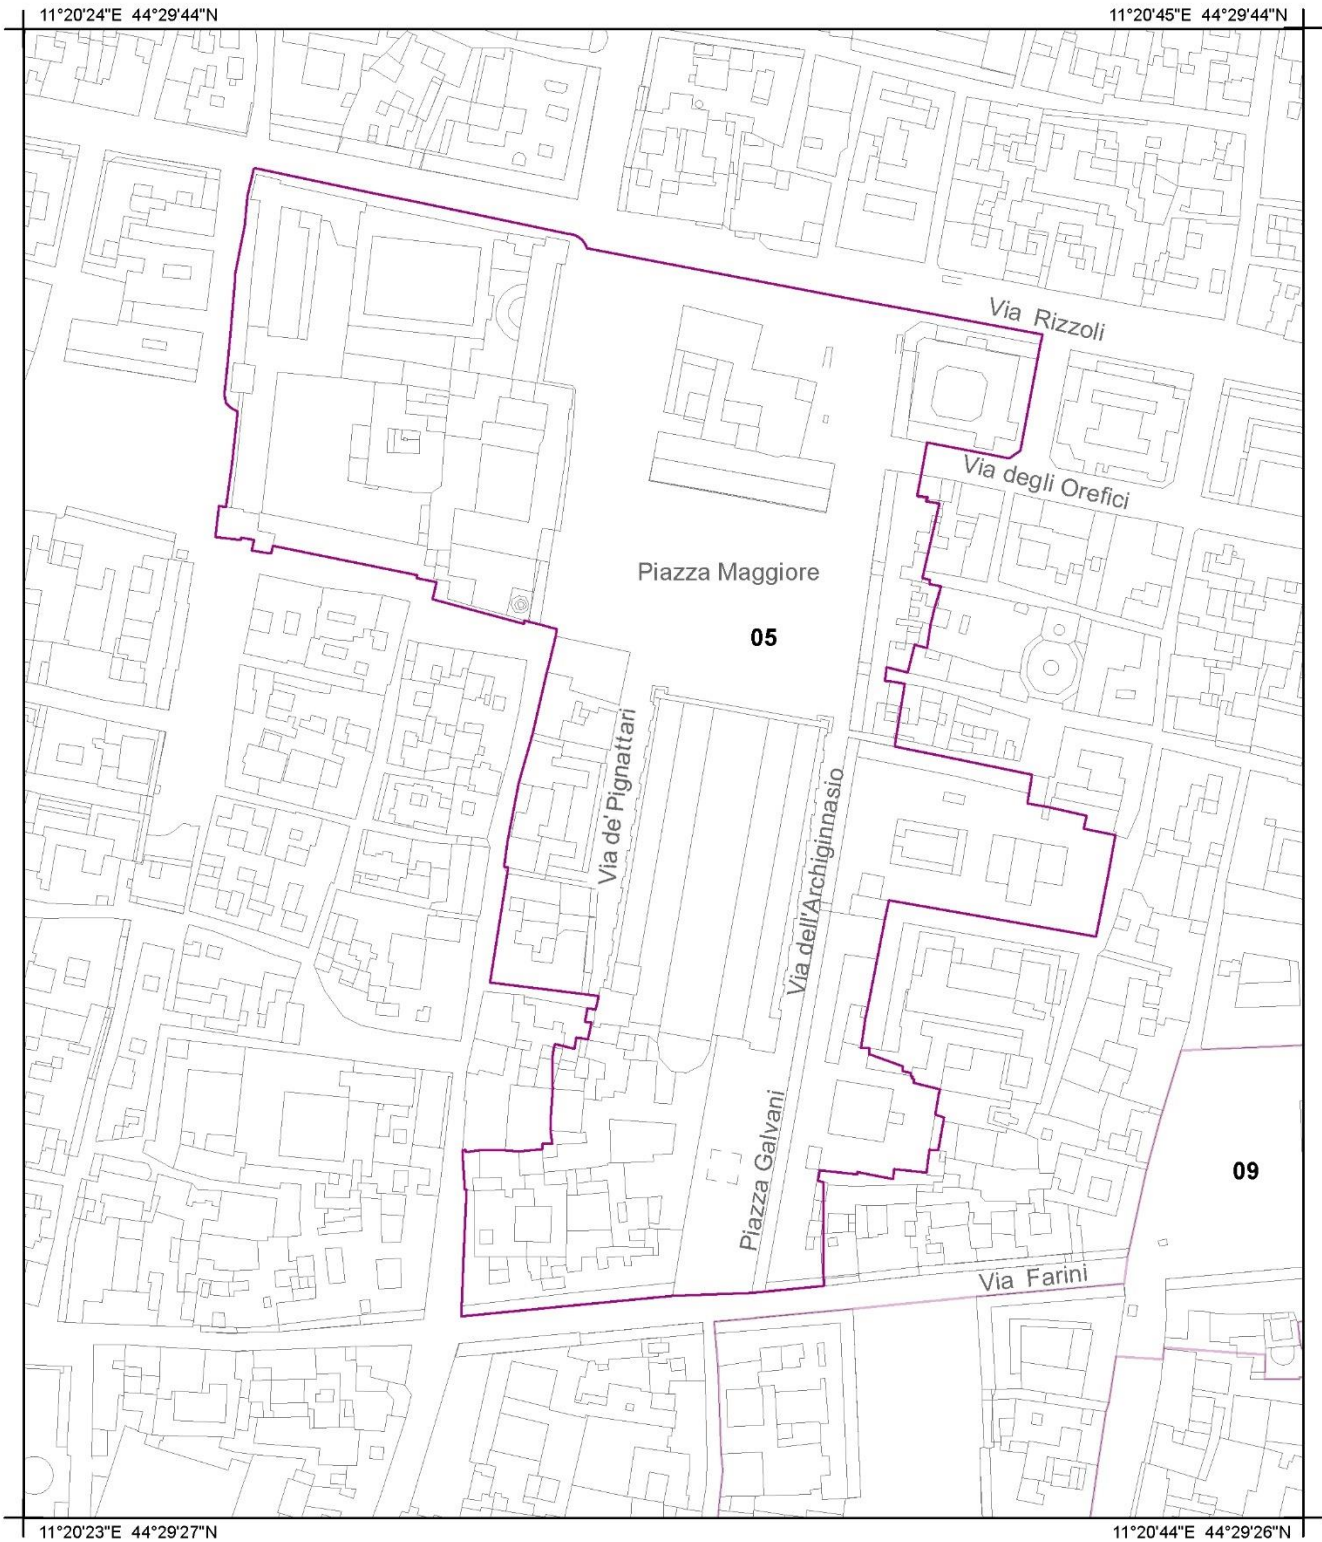 11°20'24"E 44°29'44"N
11°20'45"E 44°29'44"N
Via Rizzoli
Via degli Orefici
Piazza Maggiore
05
Via de' Pignattari
Via dell'Archiginnasio
Piazza Galvani
09
Via Farini
11°20'23"E 44°29'27"N
11°20'44"E 44°29'26"N